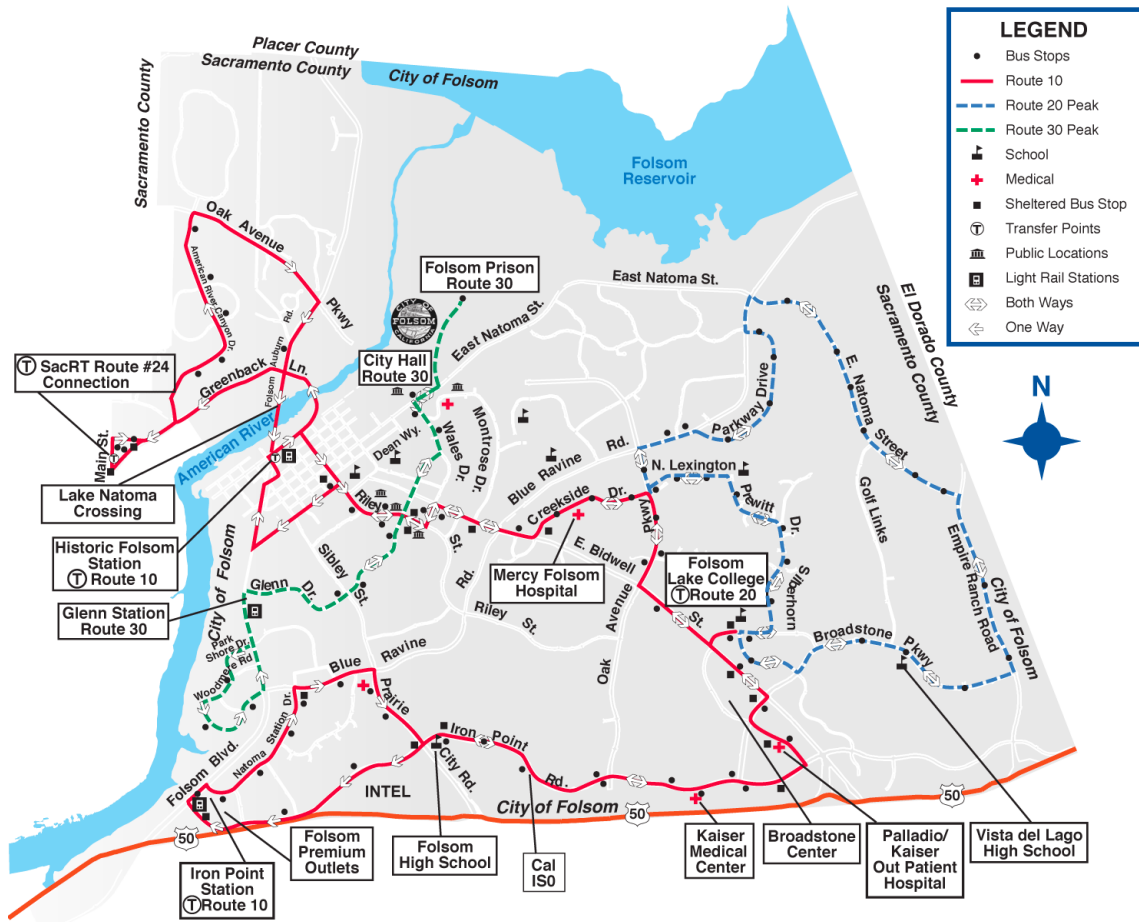 LEGEND
Bus Stops
Route 10
Route 20 Peak
Route 30 Peak
School
Medical
Sheltered Bus Stop
T Transfer Points
Public Locations
Light Rail Stations
Both Ways
One Way
N
Placer County
Sacramento County
Sacramento County
City of Folsom
Folsom
Reservoir
El Dorado County
Sacramento County
Oak Avenue
Pkwy
American River Canyon Dr.
Folsom Auburn Rd.
Greenback Ln.
Folsom Prison
Route 30
CITY OF
FOLSOM
CALIFORNIA
City Hall
Route 30
East Natoma St.
East Natoma St.
T SacRT Route #24
Connection
Main St.
T
American River
Lake Natoma
Crossing
T
Historic Folsom
Station
T Route 10
Glenn Station
Route 30
City of Folsom
Dean Wy.
Wales Dr.
Montrose Dr.
Blue Ravine Rd.
Parkway Drive
E. Natoma Street
N. Lexington
Prewitt Dr.
Silberhorn
Golf Links
Empire Ranch Road
City of Folsom
Riley St.
Creekside Dr.
Pkwy
E. Bidwell St.
Mercy Folsom
Hospital
Folsom
Lake College
T Route 20
Broadstone Pkwy
Sibley St.
Glenn Dr.
Rd.
Riley St.
Oak Avenue
Park Shore Dr.
Woodmere Rd
Blue Ravine
Prairie City Rd.
Natoma Station Dr.
Folsom Blvd.
Iron Point Rd.
INTEL
City of Folsom
50
50
50
Iron Point
Station
T Route 10
Folsom
Premium
Outlets
Folsom
High School
Cal
IS0
Kaiser
Medical
Center
Broadstone
Center
Palladio/
Kaiser
Out Patient
Hospital
Vista del Lago
High School